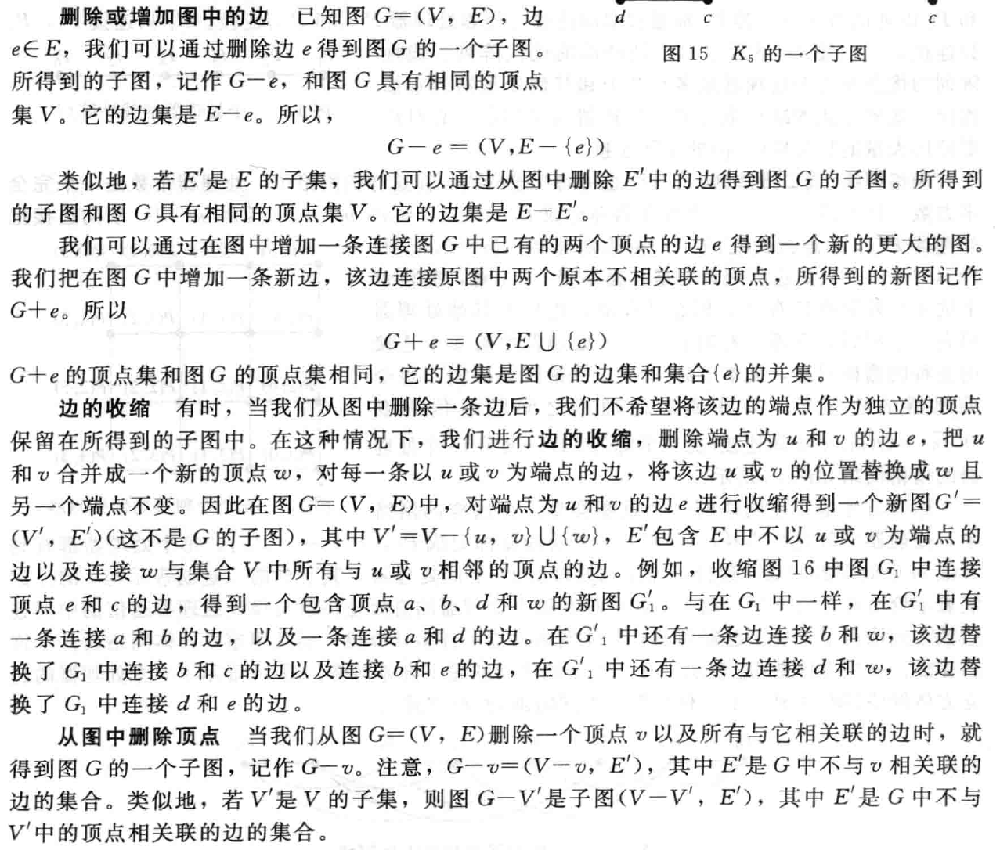 d c c
删除或增加图中的边 已知图 G=(V, E), 边
图 15 K₅ 的一个子图
e∈E, 我们可以通过删除边 e 得到图G 的一个子图。
所得到的子图, 记作 G−e, 和图 G 具有相同的顶点
集 V。它的边集是 E−e。所以,
G−e = (V,E−{e})
类似地, 若 E′是 E 的子集, 我们可以通过从图中删除 E′中的边得到图 G 的子图。所得到
的子图和图 G 具有相同的顶点集 V。它的边集是 E−E′。
我们可以通过在图中增加一条连接图 G 中已有的两个顶点的边 e 得到一个新的更大的图。
我们把在图 G 中增加一条新边, 该边连接原图中两个原本不相关联的顶点, 所得到的新图记作
G+e。所以
G+e = (V,E∪{e})
G+e 的顶点集和图 G 的顶点集相同, 它的边集是图 G 的边集和集合{e}的并集。
边的收缩 有时, 当我们从图中删除一条边后, 我们不希望将该边的端点作为独立的顶点
保留在所得到的子图中。在这种情况下, 我们进行边的收缩, 删除端点为 u 和 v 的边 e, 把 u
和 v 合并成一个新的顶点 w, 对每一条以 u 或 v 为端点的边, 将该边 u 或 v 的位置替换成 w 且
另一个端点不变。因此在图 G=(V, E)中, 对端点为 u 和 v 的边 e 进行收缩得到一个新图 G′=
(V′, E′)(这不是 G 的子图), 其中 V′=V−{u, v}∪{w}, E′包含 E 中不以 u 或 v 为端点的
边以及连接 w 与集合 V 中所有与 u 或 v 相邻的顶点的边。例如, 收缩图 16 中图 G₁ 中连接
顶点 e 和 c 的边, 得到一个包含顶点 a、b、d 和 w 的新图 G′₁。与在 G₁ 中一样, 在 G′₁ 中有
一条连接 a 和 b 的边, 以及一条连接 a 和 d 的边。在 G′₁ 中还有一条边连接 b 和 w, 该边替
换了 G₁ 中连接 b 和 c 的边以及连接 b 和 e 的边, 在 G′₁ 中还有一条边连接 d 和 w, 该边替
换了 G₁ 中连接 d 和 e 的边。
从图中删除顶点 当我们从图 G=(V, E)删除一个顶点 v 以及所有与它相关联的边时, 就
得到图 G 的一个子图, 记作 G−v。注意, G−v=(V−v, E′), 其中 E′是 G 中不与 v 相关联的
边的集合。类似地, 若 V′是 V 的子集, 则图 G−V′是子图(V−V′, E′), 其中 E′是 G 中不与
V′中的顶点相关联的边的集合。